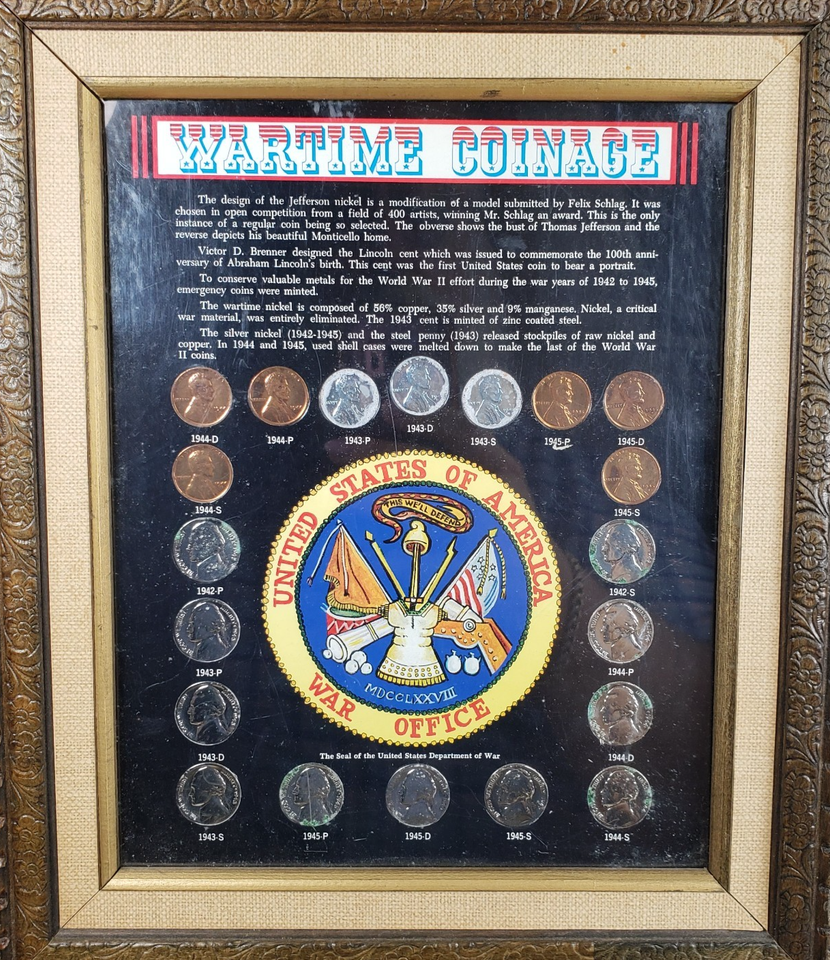 WARTIME COINAGE
The design of the Jefferson nickel is a modification of a model submitted by Felix Schlag. It was
chosen in open competition from a field of 400 artists, winning Mr. Schlag an award. This is the only
instance of a regular coin being so selected. The obverse shows the bust of Thomas Jefferson and the
reverse depicts his beautiful Monticello home.
Victor D. Brenner designed the Lincoln cent which was issued to commemorate the 100th anni-
versary of Abraham Lincoln's birth. This cent was the first United States coin to bear a portrait.
To conserve valuable metals for the World War II effort during the war years of 1942 to 1945,
emergency coins were minted.
The wartime nickel is composed of 56% copper, 35% silver and 9% manganese. Nickel, a critical
war material, was entirely eliminated. The 1943 cent is minted of zinc coated steel.
The silver nickel (1942-1945) and the steel penny (1943) released stockpiles of raw nickel and
copper. In 1944 and 1945, used shell cases were melted down to make the last of the World War
II coins.
1944-D 1944-P 1943-P 1943-D 1943-S 1945-P 1945-D
1944-S 1945-S
UNITED STATES OF AMERICA
THIS WE'LL DEFEND
1942-P 1942-S
1943-P 1944-P
MDCCLXXVIII
WAR OFFICE
1943-D 1944-D
The Seal of the United States Department of War
1943-S 1945-P 1945-D 1945-S 1944-S